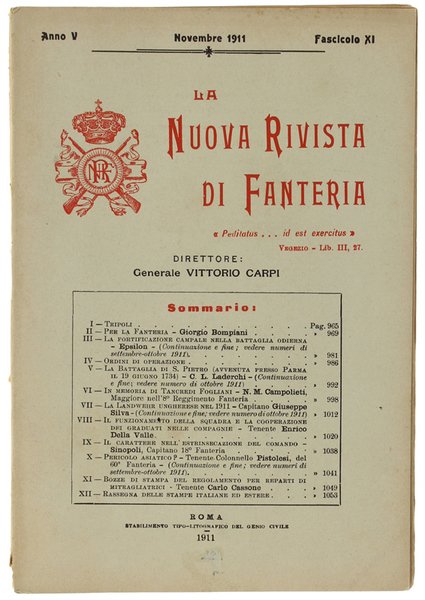 Anno V Novembre 1911 Fascicolo XI
LA
NUOVA RIVISTA
DI FANTERIA
« Peditatus . . . id est exercitus »
VEGEZIO - Lib. III, 27.
DIRETTORE:
Generale VITTORIO CARPI
Sommario:
I — TRIPOLI . . . . . . . . . Pag. 965
II — PER LA FANTERIA - Giorgio Bompiani . . . . » 969
III — LA FORTIFICAZIONE CAMPALE NELLA BATTAGLIA ODIERNA
- Epsilon - (Continuazione e fine; vedere numeri di
settembre-ottobre 1911) . . . . . . » 981
IV — ORDINI DI OPERAZIONE . . . . . . » 986
V — LA BATTAGLIA DI S. PIETRO (AVVENUTA PRESSO PARMA
IL 29 GIUGNO 1734) - C. L. Laderchi - (Continuazione
e fine; vedere numero di ottobre 1911) . . . » 992
VI — IN MEMORIA DI TANCREDI FOGLIANI - N. M. Campolieti,
Maggiore nell'8º Reggimento Fanteria . . . » 998
VII — LA LANDWEHR UNGHERESE NEL 1911 - Capitano Giuseppe
Silva - (Continuazione e fine; vedere numero di ottobre 1911) » 1012
VIII — IL FUNZIONAMENTO DELLA SQUADRA E LA COOPERAZIONE
DEI GRADUATI NELLE COMPAGNIE - Tenente Enrico
Della Valle . . . . . . . . » 1020
IX — IL CARATTERE NELL'ESTRINSECAZIONE DEL COMANDO -
Sinopoli, Capitano 18º Fanteria . . . . » 1038
X — PERICOLO ASIATICO? - Tenente Colonnello Pistolesi, del
60º Fanteria - (Continuazione e fine; vedere numeri di
settembre-ottobre 1911) . . . . . . » 1041
XI — BOZZE DI STAMPA DEL REGOLAMENTO PER REPARTI DI
MITRAGLIATRICI - Tenente Carlo Cassono . . . » 1049
XII — RASSEGNA DELLE STAMPE ITALIANE ED ESTERE . . . » 1053
ROMA
STABILIMENTO TIPO-LITOGRAFICO DEL GENIO CIVILE
1911